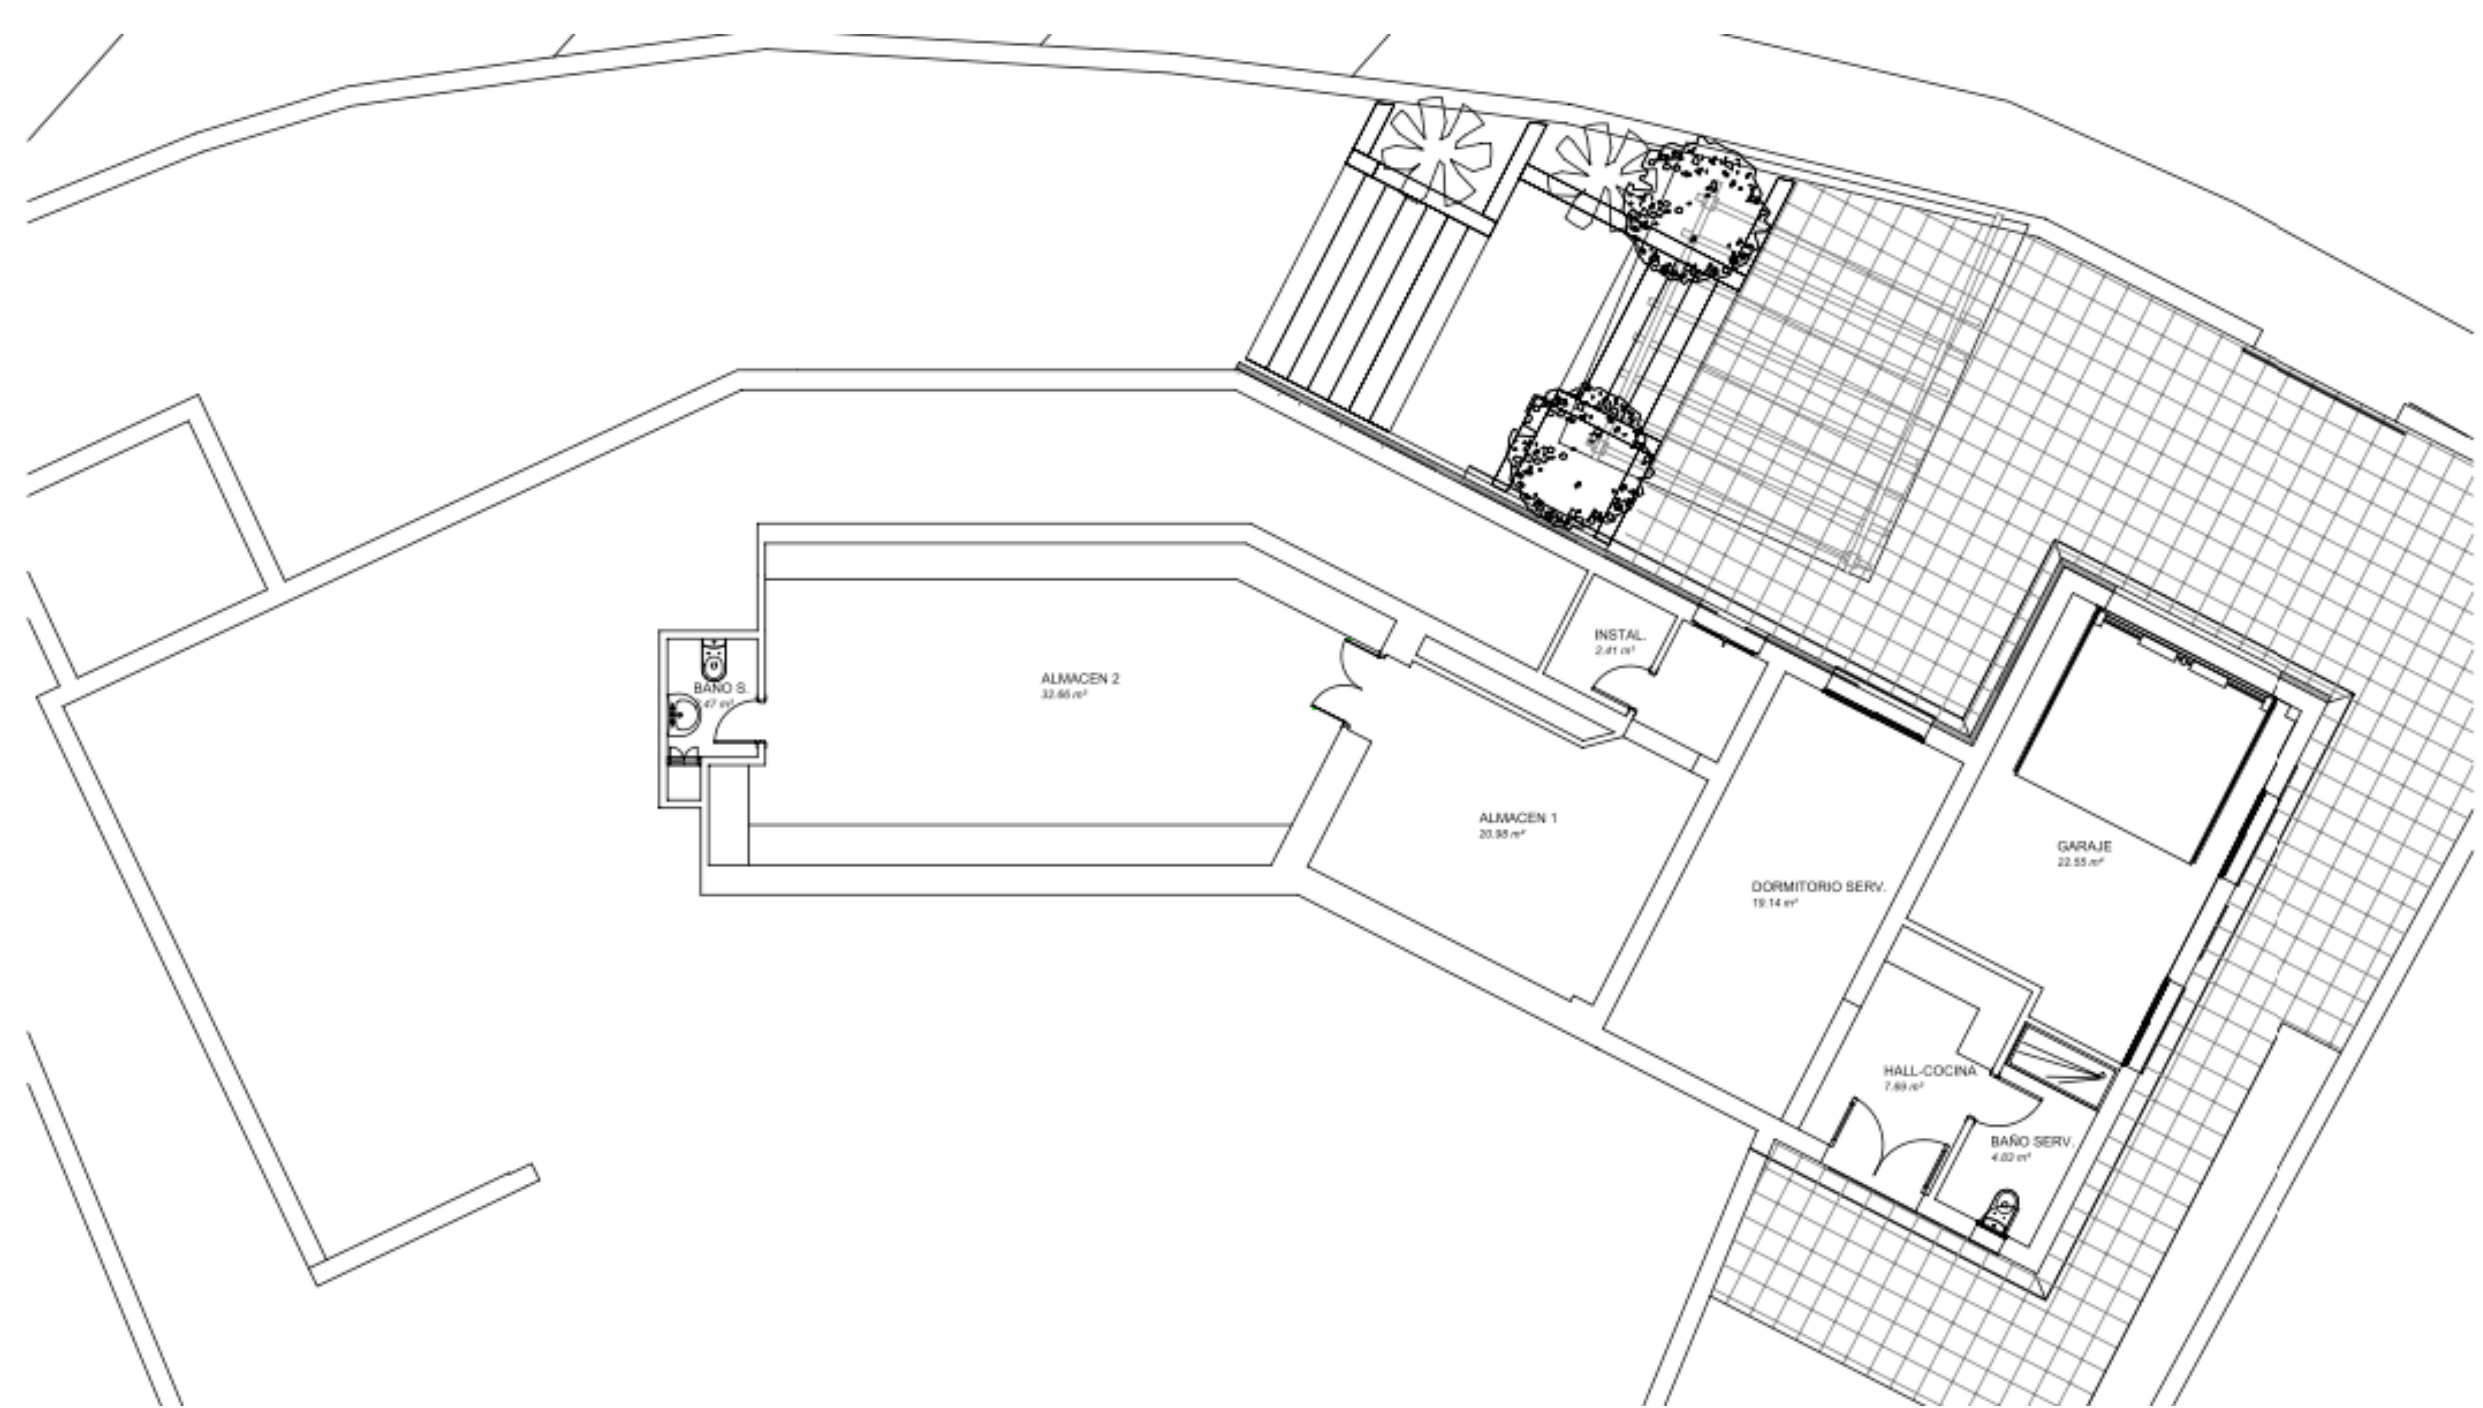 INSTAL.
2.41 m²
ALMACEN 2
32.66 m²
BAÑO S.
ALMACEN 1
20.98 m²
GARAJE
22.55 m²
DORMITORIO SERV.
19.14 m²
HALL-COCINA
7.69 m²
BAÑO SERV.
4.03 m²